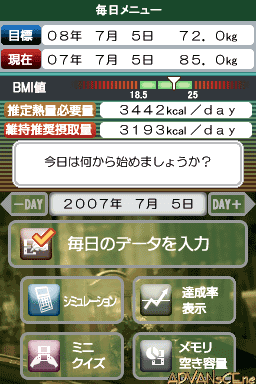 毎日メニュー
目標 08年 7月 5日 72.0kg
現在 07年 7月 5日 85.0kg
BMI値
18.5 25
推定熱量必要量 3442kcal/day
維持推奨摂取量 3193kcal/day
今日は何から始めましょうか?
−DAY 2007年 7月 5日 DAY+
毎日のデータを入力
シミュレーション
達成率
表示
ミニ
クイズ
メモリ
空き容量
ADVANsCE.ne